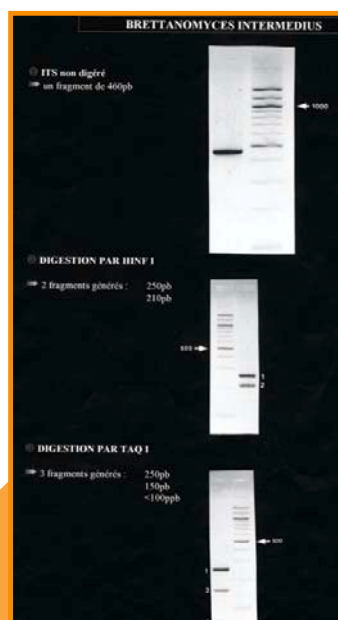 BRETTANOMYCES INTERMEDIUS
ITS non digéré
un fragment de 460pb
1000
DIGESTION PAR HINF I
2 fragments générés : 250pb
210pb
500
1
2
DIGESTION PAR TAQ I
3 fragments générés : 250pb
150pb
<100ppb
500
1